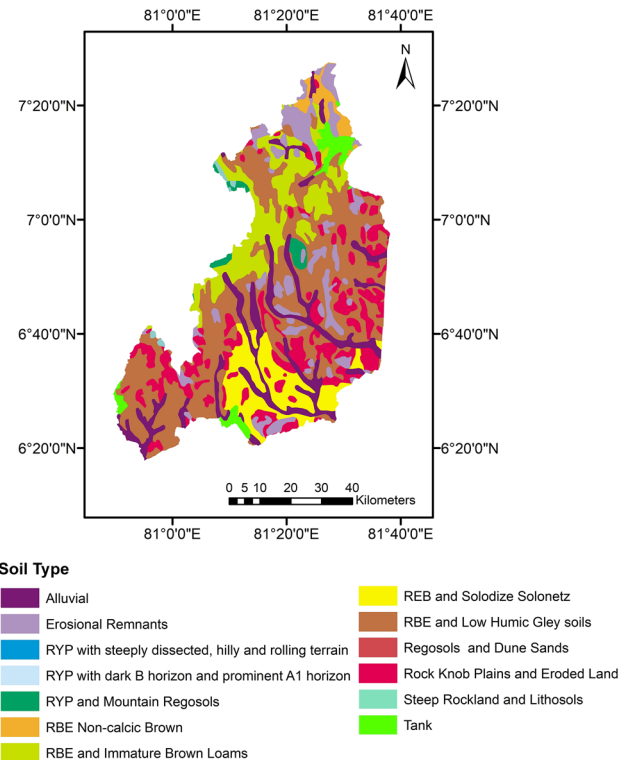 81°0'0"E 81°20'0"E 81°40'0"E
N
7°20'0"N 7°20'0"N
7°0'0"N 7°0'0"N
6°40'0"N 6°40'0"N
6°20'0"N 6°20'0"N
0 5 10 20 30 40
Kilometers
81°0'0"E 81°20'0"E 81°40'0"E
Soil Type
Alluvial
Erosional Remnants
RYP with steeply dissected, hilly and rolling terrain
RYP with dark B horizon and prominent A1 horizon
RYP and Mountain Regosols
RBE Non-calcic Brown
RBE and Immature Brown Loams
REB and Solodize Solonetz
RBE and Low Humic Gley soils
Regosols and Dune Sands
Rock Knob Plains and Eroded Land
Steep Rockland and Lithosols
Tank